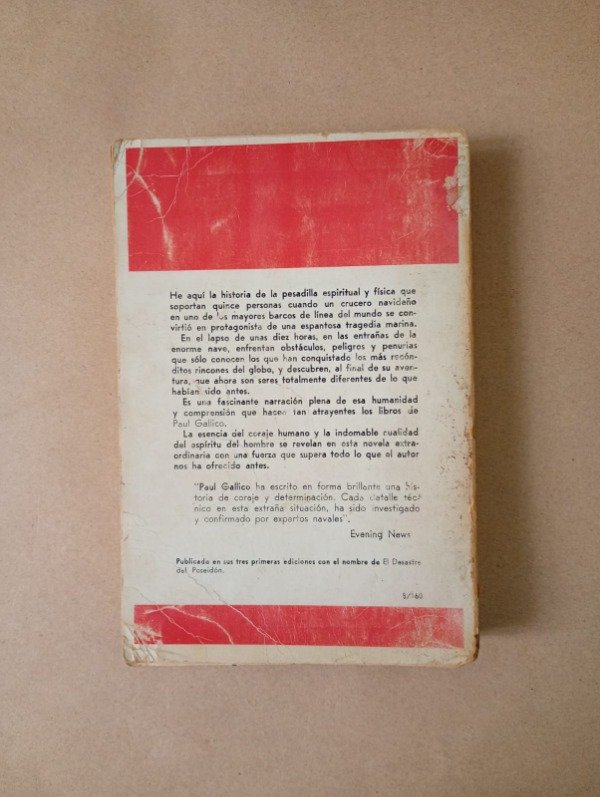 He aquí la historia de la pesadilla espiritual y física que
soportan quince personas cuando un crucero navideño
en uno de los mayores barcos de línea del mundo se con-
virtió en protagonista de una espantosa tragedia marina.
En el lapso de unas diez horas, en las entrañas de la
enorme nave, enfrentan obstáculos, peligros y penurias
que sólo conocen los que han conquistado los más recón-
ditos rincones del globo, y descubren, al final de su aven-
tura, que ahora son seres totalmente diferentes de lo que
habían sido antes.
Es una fascinante narración plena de esa humanidad
y comprensión que hacen tan atrayentes los libros de
Paul Gallico.
La esencia del coraje humano y la indomable cualidad
del espíritu del hombre se revelan en esta novela extra-
ordinaria con una fuerza que supera todo lo que el autor
nos ha ofrecido antes.
"Paul Gallico ha escrito en forma brillante una his-
toria de coraje y determinación. Cada detalle téc-
nico en esta extraña situación, ha sido investigado
y confirmado por expertos navales".
Evening News
Publicado en sus tres primeras ediciones con el nombre de El Desastre
del Poseidón.
S/160